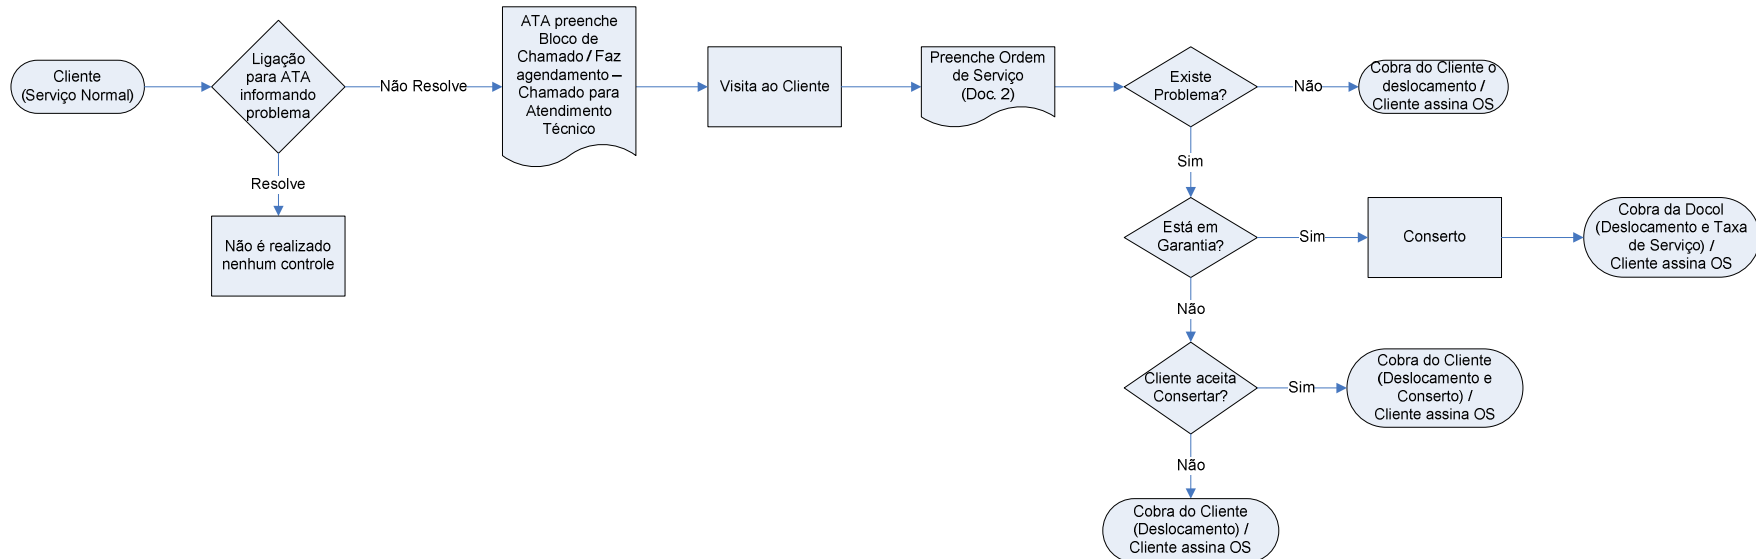 Cliente
(Serviço Normal)
Ligação
para ATA
informando
problema
Não Resolve
Resolve
Não é realizado
nenhum controle
ATA preenche
Bloco de
Chamado / Faz
agendamento –
Chamado para
Atendimento
Técnico
Visita ao Cliente
Preenche Ordem
de Serviço
(Doc. 2)
Existe
Problema?
Não
Cobra do Cliente o
deslocamento /
Cliente assina OS
Sim
Está em
Garantia?
Sim
Conserto
Cobra da Docol
(Deslocamento e Taxa
de Serviço) /
Cliente assina OS
Não
Cliente aceita
Consertar?
Sim
Cobra do Cliente
(Deslocamento e
Conserto) /
Cliente assina OS
Não
Cobra do Cliente
(Deslocamento) /
Cliente assina OS